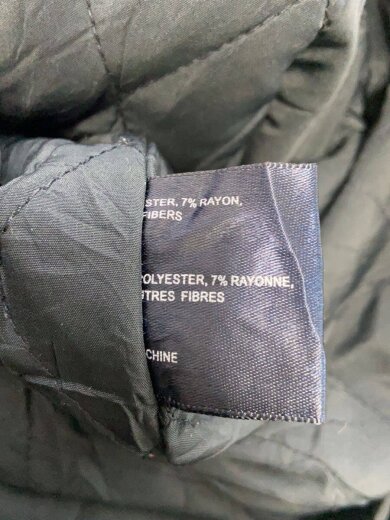 ESTER, 7% RAYON,
FIBERS
POLYESTER, 7% RAYONNE,
TRES FIBRES
CHINE